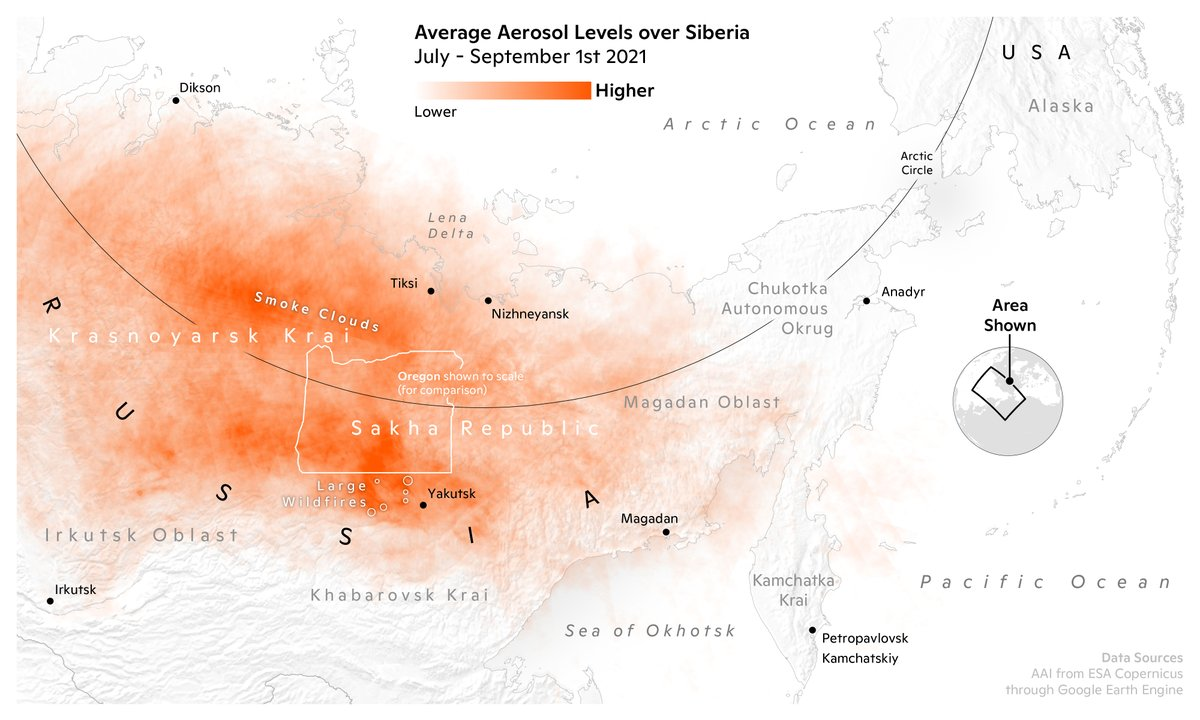 Average Aerosol Levels over Siberia
July - September 1st 2021
Higher
Lower
USA
Alaska
Arctic Ocean
Arctic
Circle
Dikson
Lena
Delta
Tiksi
Nizhneyansk
Smoke Clouds
Krasnoyarsk Krai
Chukotka
Autonomous
Okrug
Anadyr
Area
Shown
Oregon shown to scale
(for comparison)
Magadan Oblast
Sakha Republic
RUSSIA
Large
Wildfires
Yakutsk
Magadan
Irkutsk Oblast
Irkutsk
Khabarovsk Krai
Kamchatka
Krai
Pacific Ocean
Sea of Okhotsk
Petropavlovsk
Kamchatskiy
Data Sources
AAI from ESA Copernicus
through Google Earth Engine